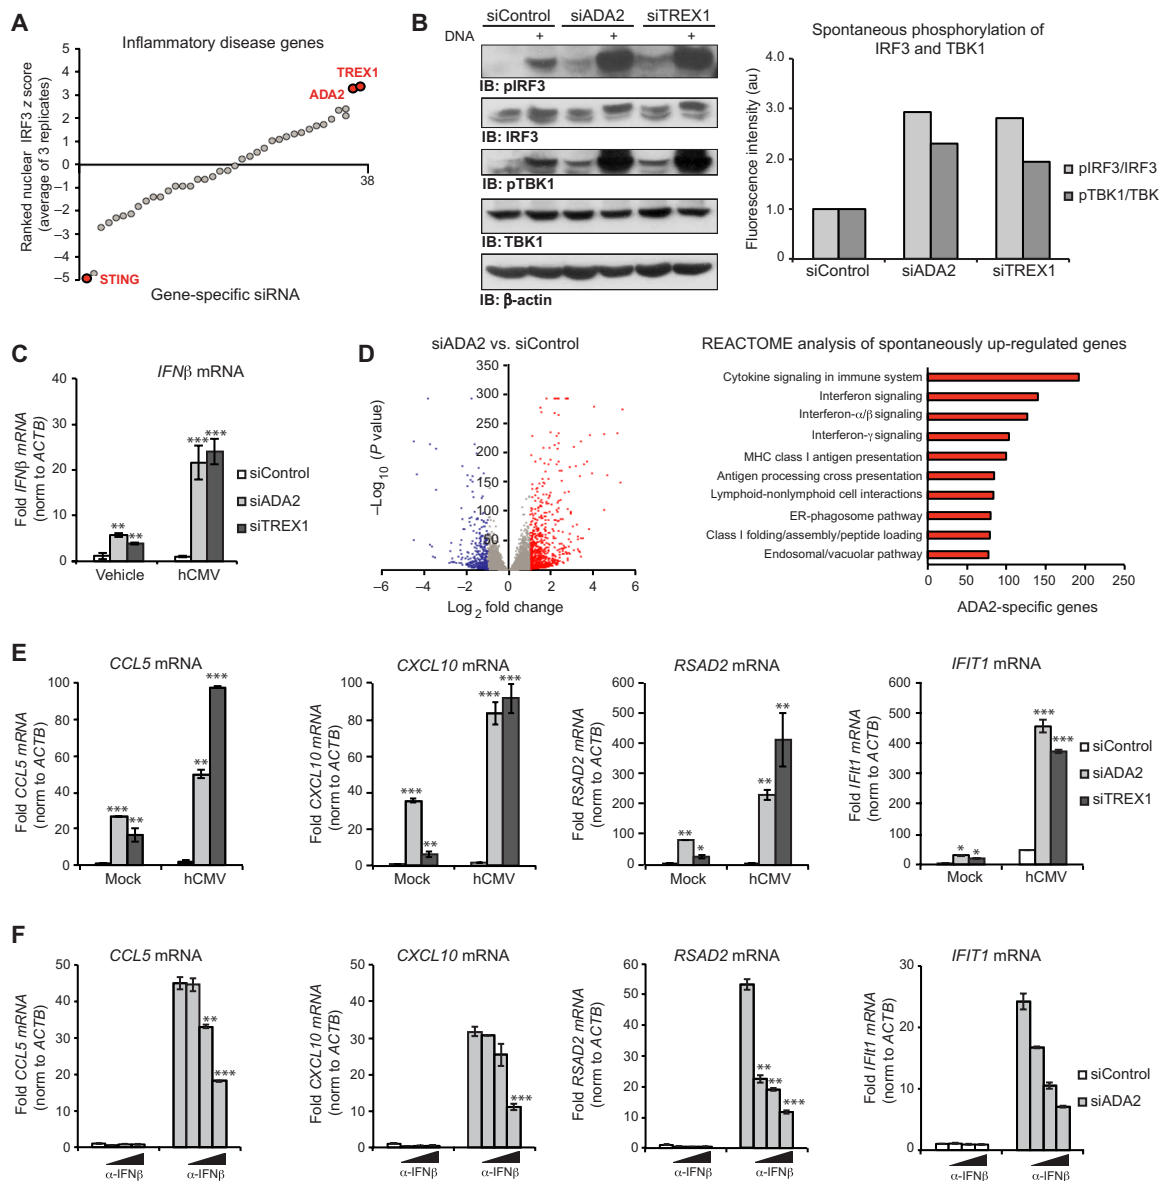 A
Inflammatory disease genes
Ranked nuclear IRF3 z score
(average of 3 replicates)
5
4
3
2
1
0
–1
–2
–3
–4
–5
TREX1
ADA2
38
STING
Gene-specific siRNA
B
siControl siADA2 siTREX1
DNA + + +
IB: pIRF3
IB: IRF3
IB: pTBK1
IB: TBK1
IB: β-actin
Spontaneous phosphorylation of
IRF3 and TBK1
Fluorescence intensity (au)
4.0
3.0
2.0
1.0
0
siControl siADA2 siTREX1
pIRF3/IRF3
pTBK1/TBK
C
IFNβ mRNA
Fold IFNβ mRNA
(norm to ACTB)
40
30
20
10
0
** **
*** ***
Vehicle hCMV
siControl
siADA2
siTREX1
D
siADA2 vs. siControl
–Log10 (P value)
350
300
250
200
150
100
50
–6 –4 –2 0 2 4 6
Log2 fold change
REACTOME analysis of spontaneously up-regulated genes
Cytokine signaling in immune system
Interferon signaling
Interferon-α/β signaling
Interferon-γ signaling
MHC class I antigen presentation
Antigen processing cross presentation
Lymphoid-nonlymphoid cell interactions
ER-phagosome pathway
Class I folding/assembly/peptide loading
Endosomal/vacuolar pathway
0 50 100 150 200 250
ADA2-specific genes
E
CCL5 mRNA
Fold CCL5 mRNA
(norm to ACTB)
100
80
60
40
20
0
*** **
** ***
Mock hCMV
CXCL10 mRNA
Fold CXCL10 mRNA
(norm to ACTB)
100
80
60
40
20
0
*** **
*** ***
Mock hCMV
RSAD2 mRNA
Fold RSAD2 mRNA
(norm to ACTB)
600
500
400
300
200
100
0
** *
** **
Mock hCMV
IFIT1 mRNA
Fold IFIt1 mRNA
(norm to ACTB)
600
500
400
300
200
100
0
* *
*** ***
Mock hCMV
siControl
siADA2
siTREX1
F
CCL5 mRNA
Fold CCL5 mRNA
(norm to ACTB)
50
40
30
20
10
0
** ***
α-IFNβ α-IFNβ
CXCL10 mRNA
Fold CXCL10 mRNA
(norm to ACTB)
50
40
30
20
10
0
***
α-IFNβ α-IFNβ
RSAD2 mRNA
Fold RSAD2 mRNA
(norm to ACTB)
60
50
40
30
20
10
0
** ** ***
α-IFNβ α-IFNβ
IFIT1 mRNA
Fold IFIt1 mRNA
(norm to ACTB)
30
20
10
0
α-IFNβ α-IFNβ
siControl
siADA2